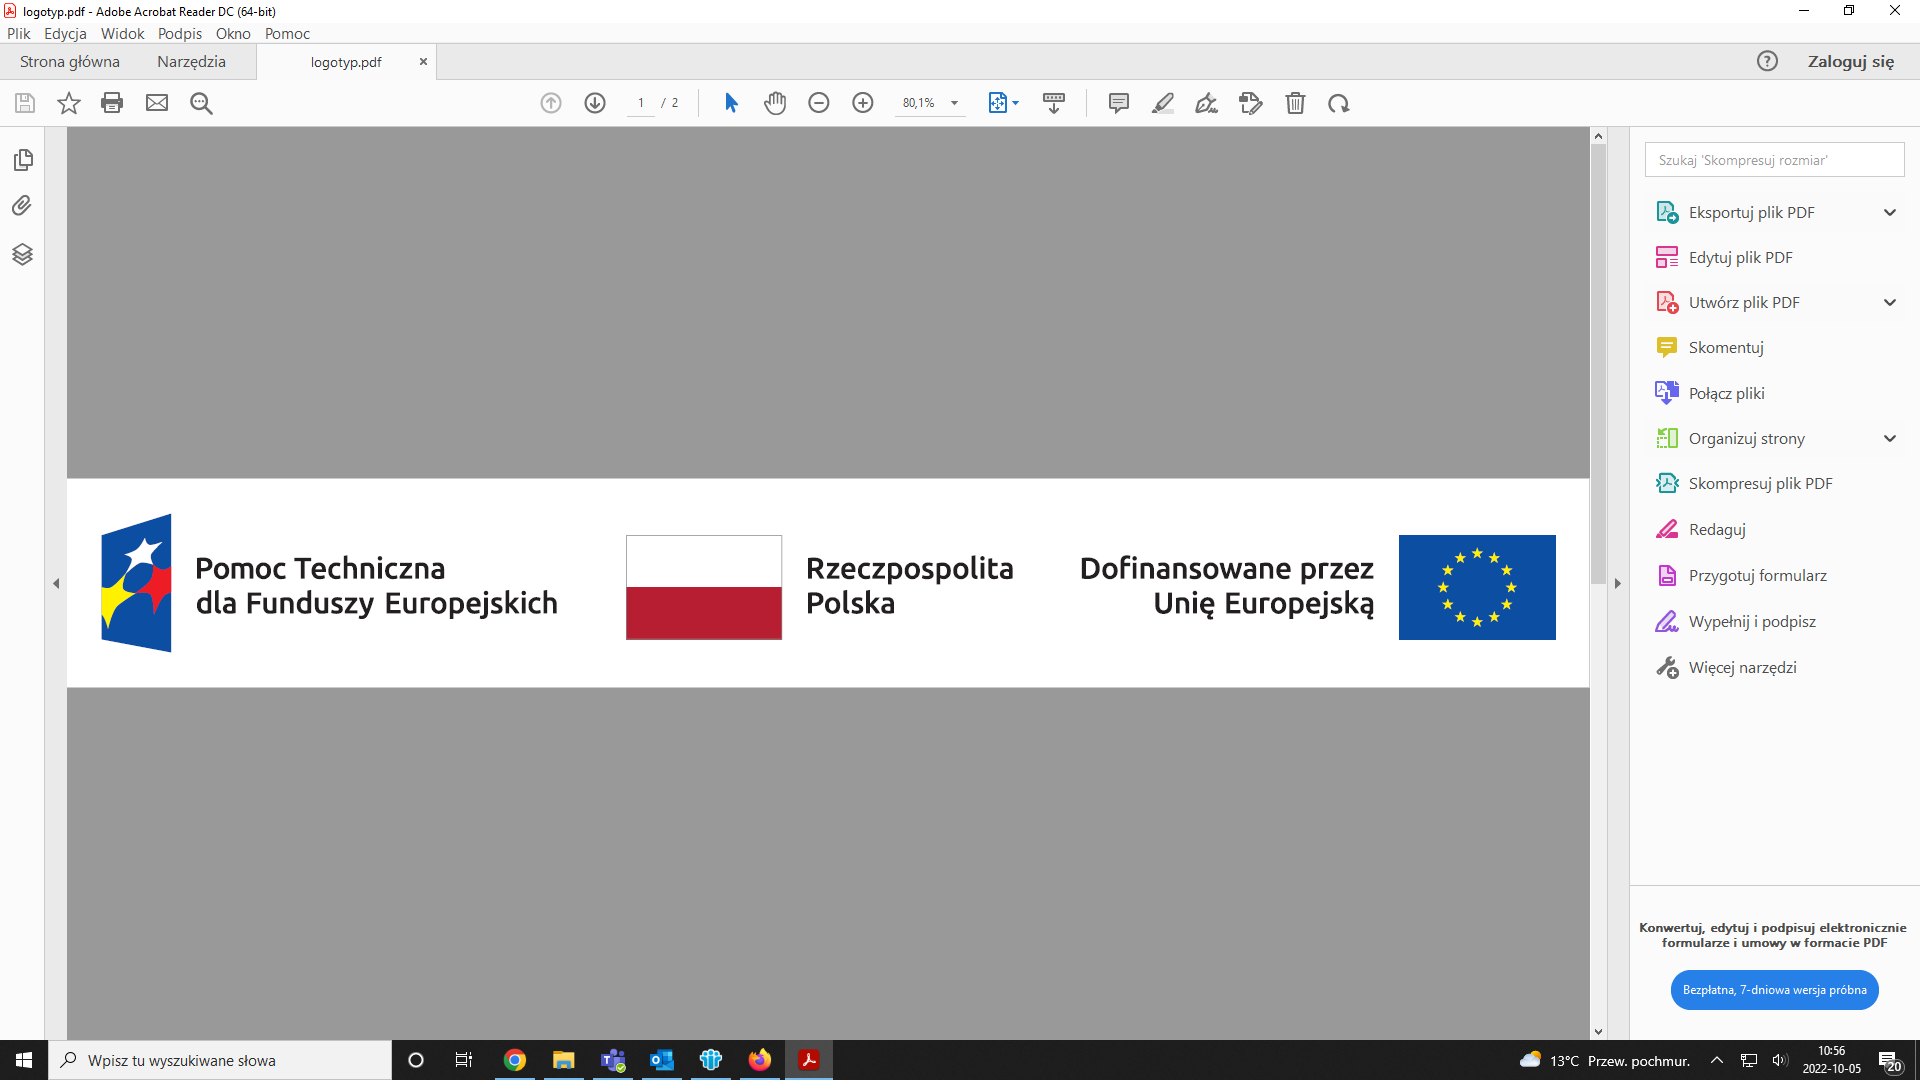 logotyp.pdf - Adobe Acrobat Reader DC (64-bit)
Plik Edycja Widok Podpis Okno Pomoc
Strona główna Narzędzia logotyp.pdf Zaloguj się
1 / 2 80,1%
Szukaj 'Skompresuj rozmiar'
Eksportuj plik PDF
Edytuj plik PDF
Utwórz plik PDF
Skomentuj
Połącz pliki
Organizuj strony
Skompresuj plik PDF
Redaguj
Przygotuj formularz
Wypełnij i podpisz
Więcej narzędzi
Pomoc Techniczna
dla Funduszy Europejskich
Rzeczpospolita
Polska
Dofinansowane przez
Unię Europejską
Konwertuj, edytuj i podpisuj elektronicznie
formularze i umowy w formacie PDF
Bezpłatna, 7-dniowa wersja próbna
Wpisz tu wyszukiwane słowa
13°C Przew. pochmur.
10:56
2022-10-05
20